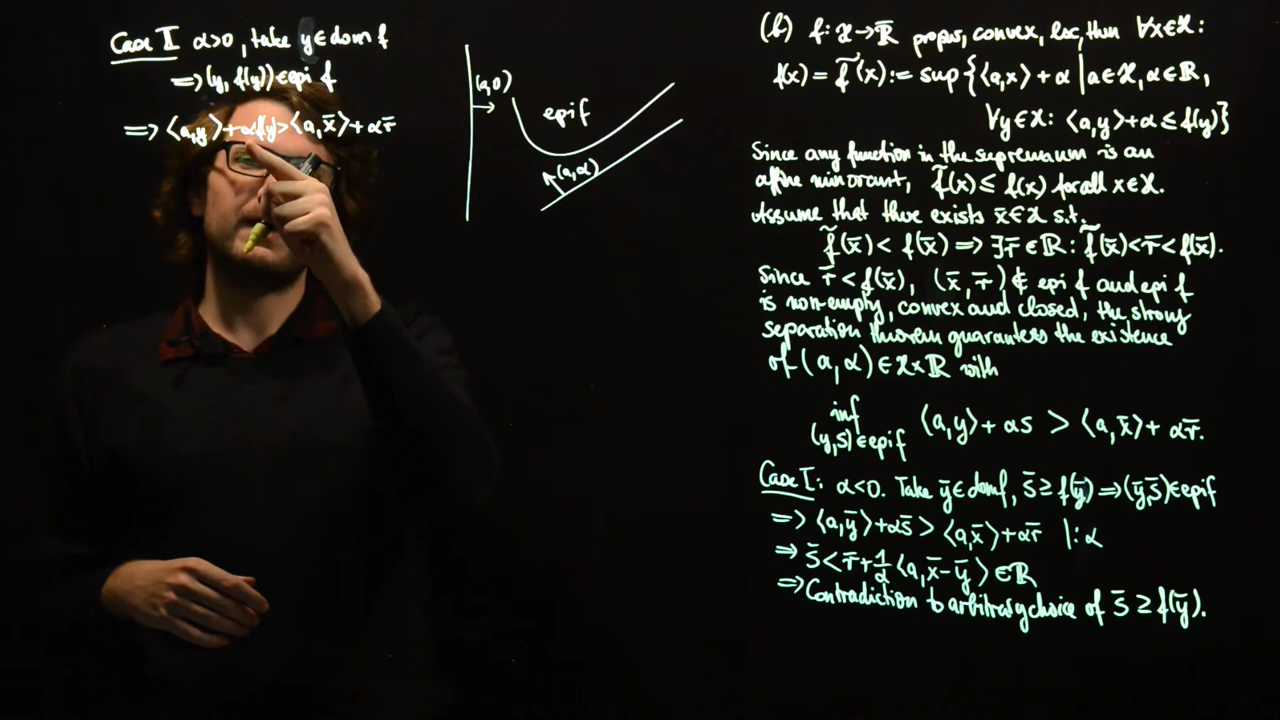 Case II α>0, take y∈dom f
⟹(y, f(y))∈epi f
⟹⟨a,y⟩+αf(y)>⟨a,x̄⟩+αr̄
(a,0)
epi f
(a,α)
(b) f: 𝓗→ℝ̄ proper, convex, lsc, then ∀x∈𝓗:
f(x)=f̃(x):=sup{⟨a,x⟩+α|a∈𝓗,α∈ℝ,
∀y∈𝓗: ⟨a,y⟩+α≤f(y)}
Since any function in the supremum is an
affine minorant, f̃(x)≤f(x) for all x∈𝓗.
Assume that there exists x̄∈𝓗 s.t.
f̃(x̄)<f(x̄)⟹∃r̄∈ℝ: f̃(x̄)<r̄<f(x̄).
Since r̄<f(x̄), (x̄,r̄)∉epi f and epi f
is non-empty, convex and closed, the strong
separation theorem guarantees the existence
of (a,α)∈𝓗×ℝ with
inf ⟨a,y⟩+αs > ⟨a,x̄⟩+αr̄.
(y,s)∈epi f
Case I: α<0. Take ȳ∈dom f, s̄≥f(ȳ)⟹(ȳ,s̄)∈epi f
⟹⟨a,ȳ⟩+αs̄>⟨a,x̄⟩+αr̄ |:α
⟹s̄<r̄+1/α⟨a,x̄-ȳ⟩∈ℝ
⟹Contradiction to arbitrary choice of s̄≥f(ȳ).